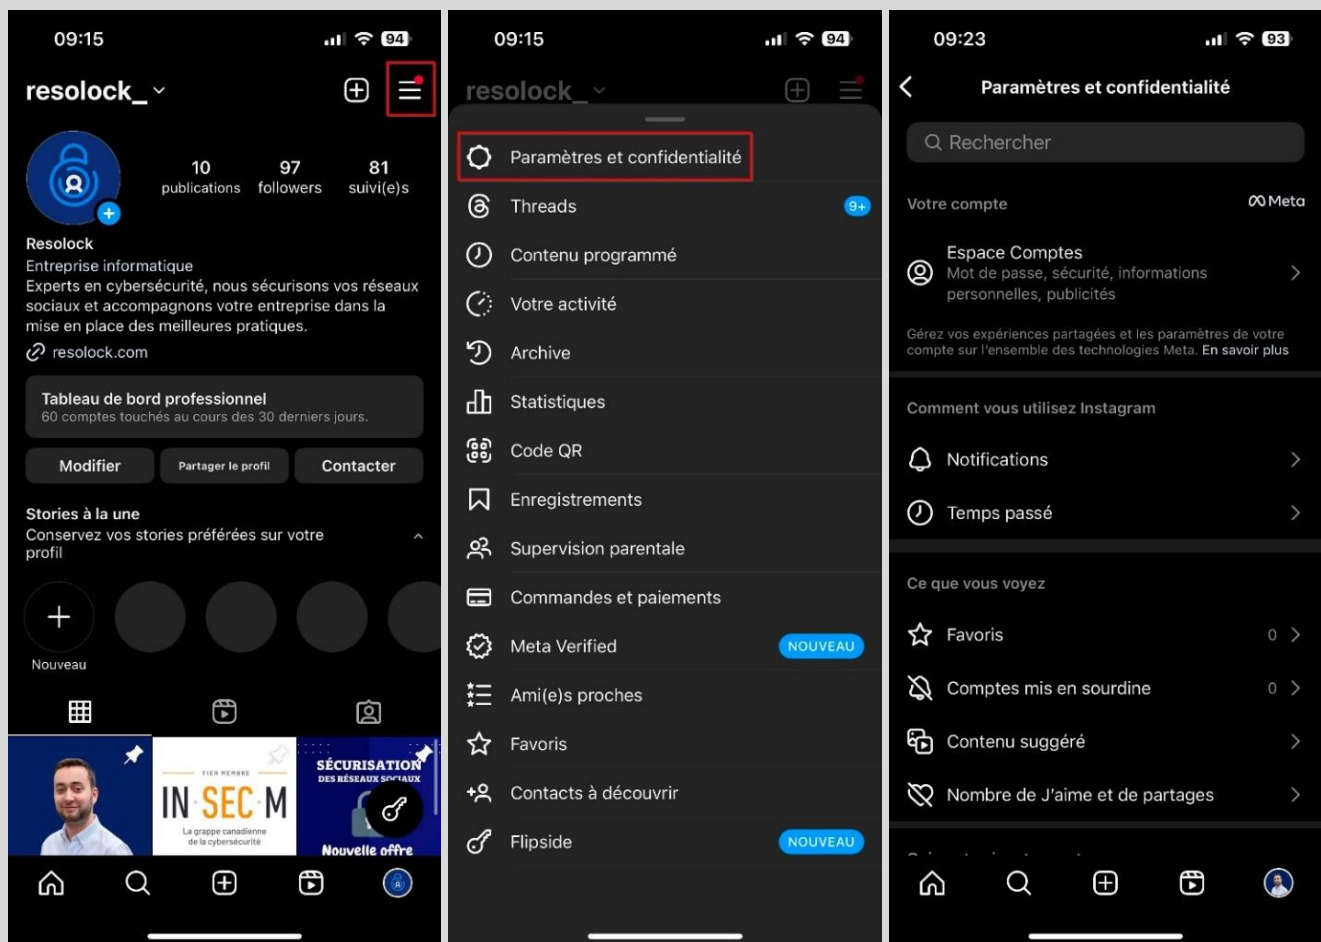 09:15
94
resolock_
10
97
81
publications
followers
suivi(e)s
Resolock
Entreprise informatique
Experts en cybersécurité, nous sécurisons vos réseaux
sociaux et accompagnons votre entreprise dans la
mise en place des meilleures pratiques.
resolock.com
Tableau de bord professionnel
60 comptes touchés au cours des 30 derniers jours.
Modifier
Partager le profil
Contacter
Stories à la une
Conservez vos stories préférées sur votre
profil
Nouveau
FIER MEMBRE
IN·SEC·M
La grappe canadienne
de la cybersécurité
SÉCURISATION
DES RÉSEAUX SOCIAUX
Nouvelle offre
09:15
94
resolock_
Paramètres et confidentialité
Threads
9+
Contenu programmé
Votre activité
Archive
Statistiques
Code QR
Enregistrements
Supervision parentale
Commandes et paiements
Meta Verified
NOUVEAU
Ami(e)s proches
Favoris
Contacts à découvrir
Flipside
NOUVEAU
09:23
93
Paramètres et confidentialité
Rechercher
Votre compte
Meta
Espace Comptes
Mot de passe, sécurité, informations
personnelles, publicités
Gérez vos expériences partagées et les paramètres de votre
compte sur l'ensemble des technologies Meta. En savoir plus
Comment vous utilisez Instagram
Notifications
Temps passé
Ce que vous voyez
Favoris
0
Comptes mis en sourdine
0
Contenu suggéré
Nombre de J'aime et de partages